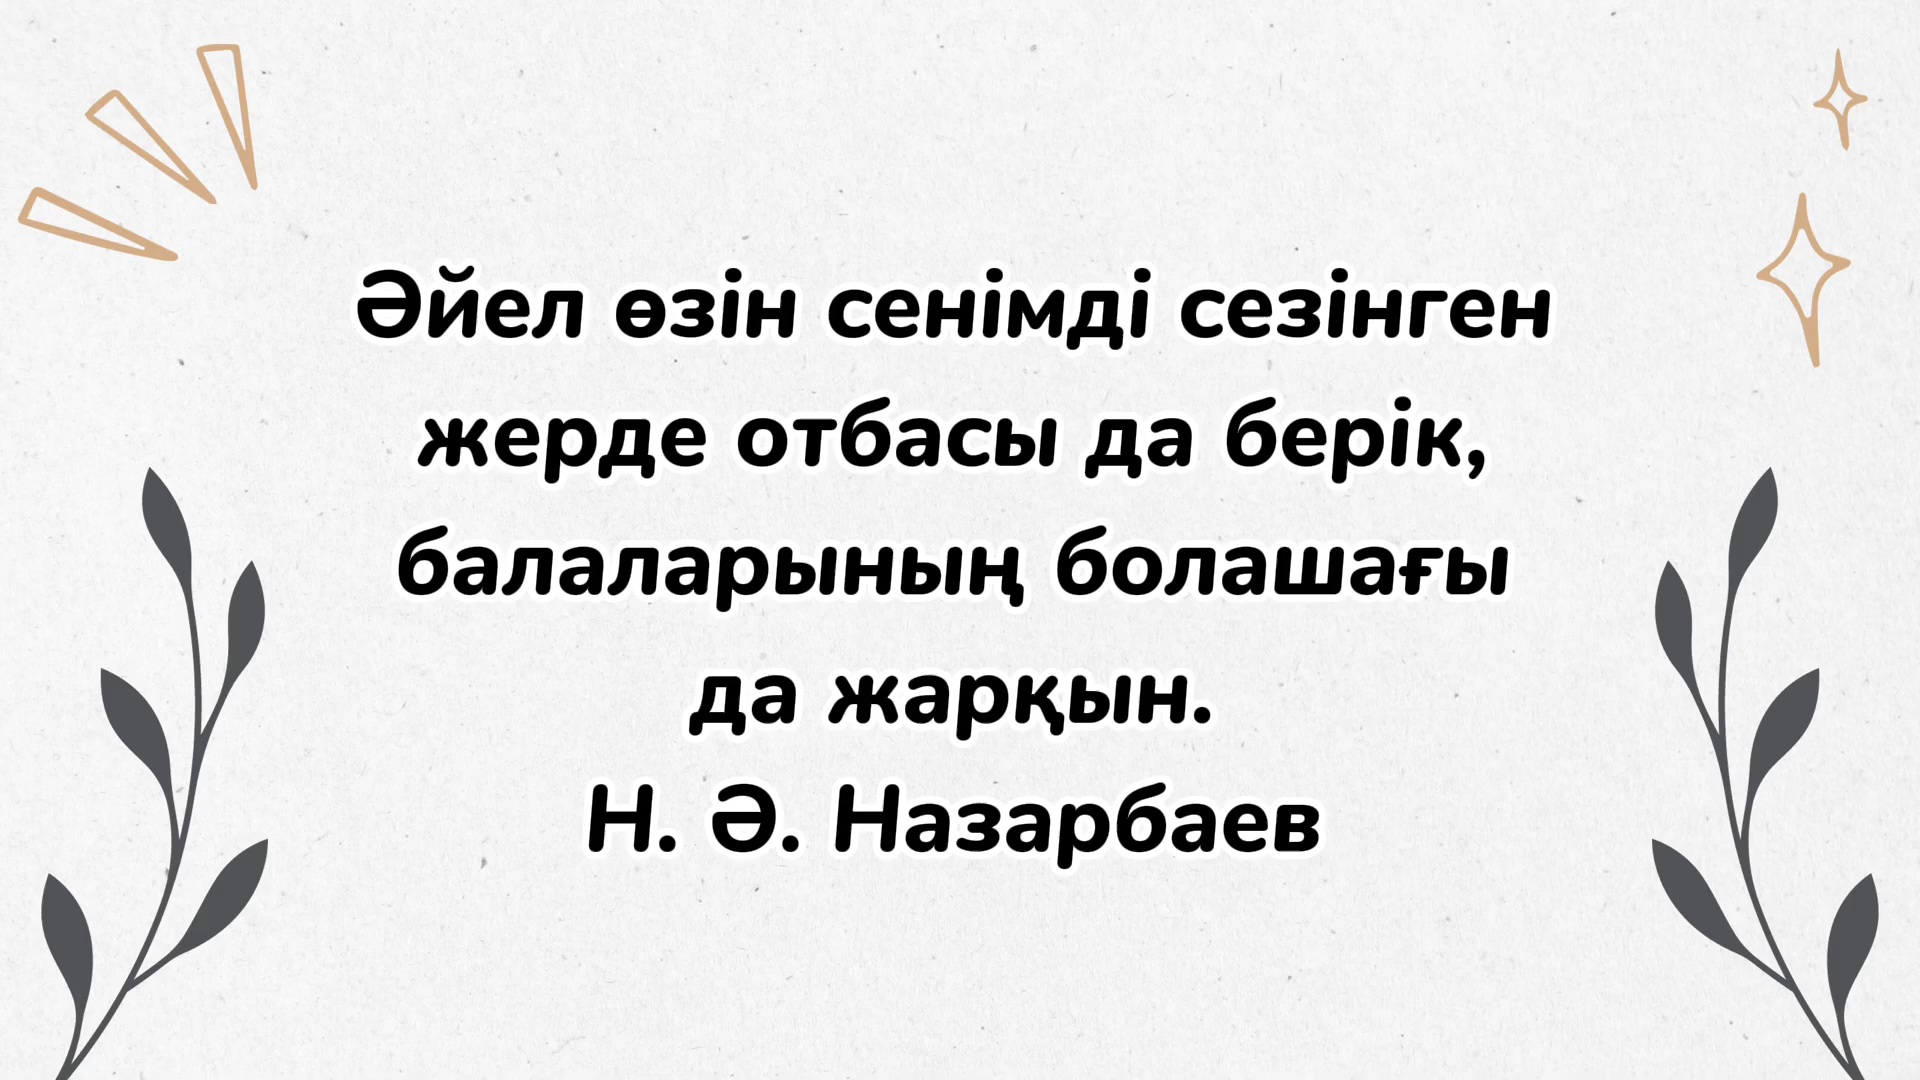 Әйел өзін сенімді сезінген
жерде отбасы да берік,
балаларының болашағы
да жарқын.
Н. Ә. Назарбаев